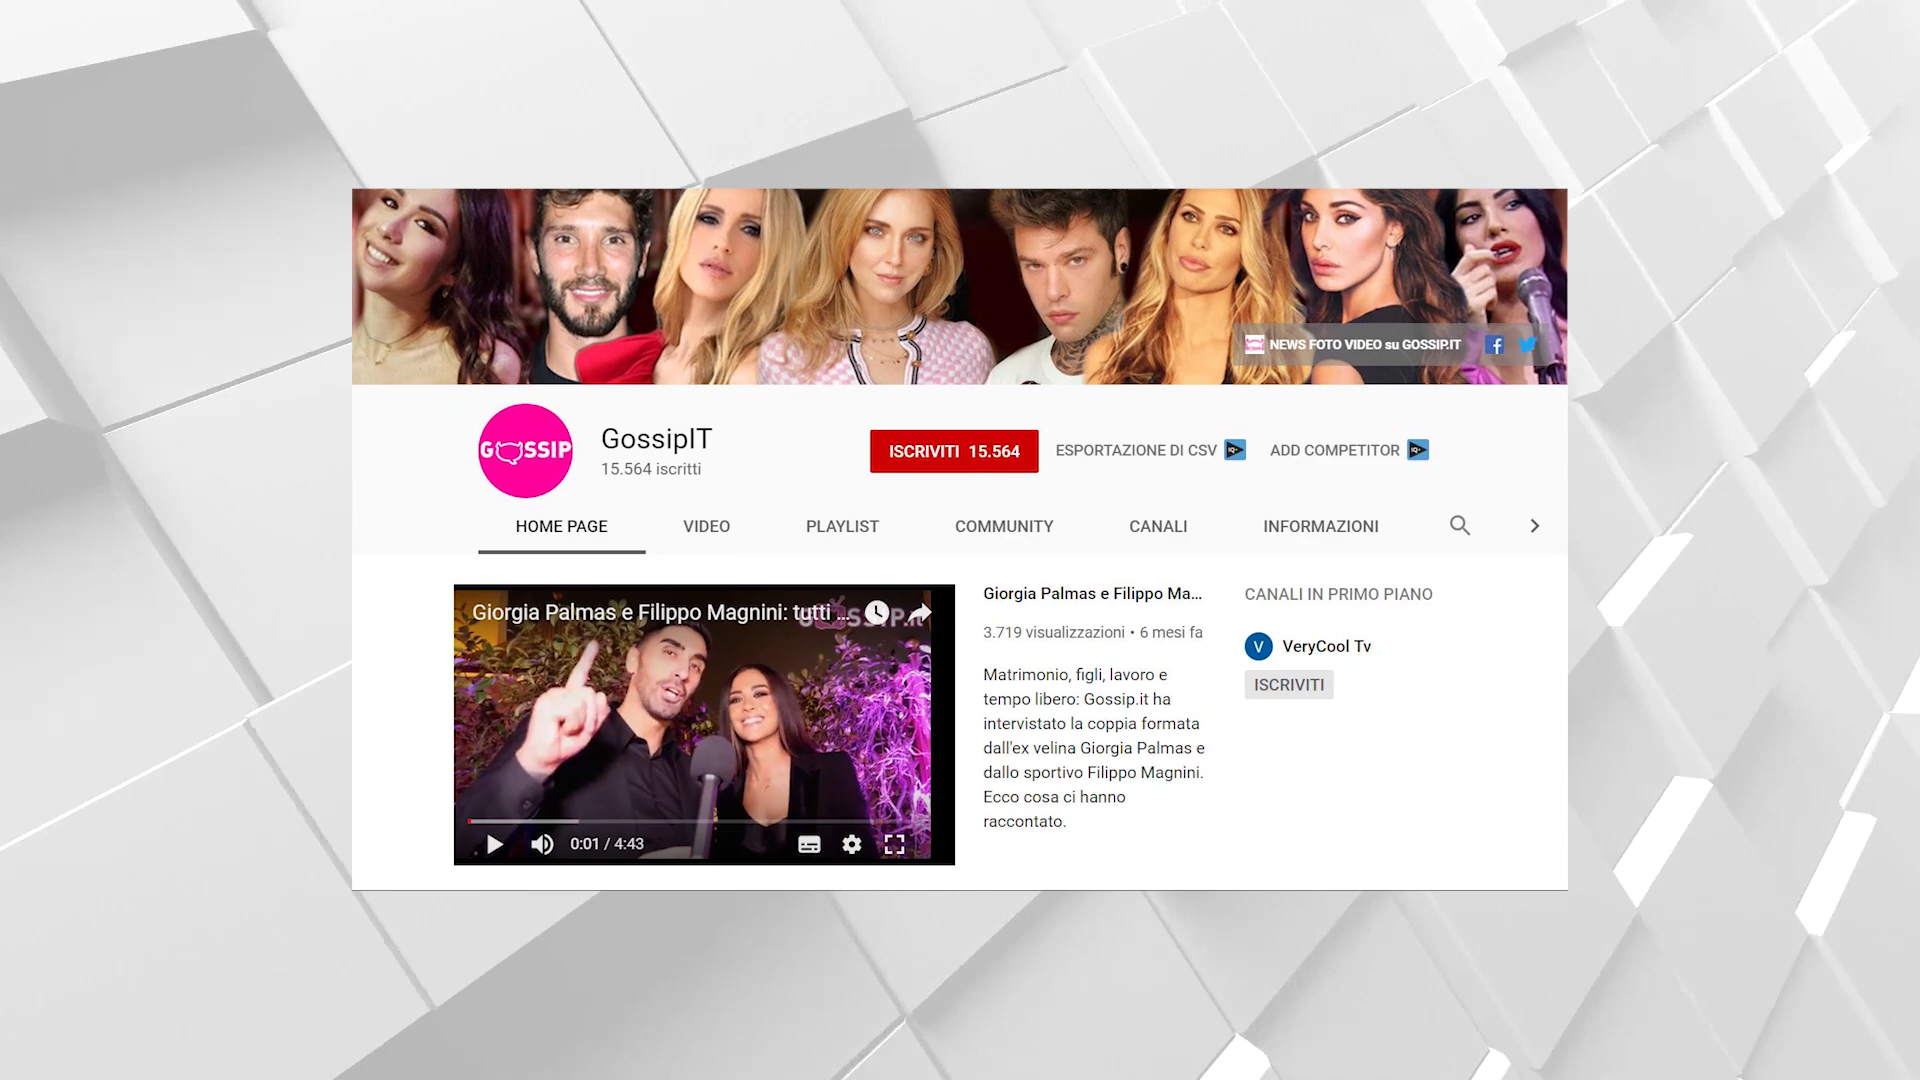 NEWS FOTO VIDEO su GOSSIP.IT
GOSSIP
GossipIT
15.564 iscritti
ISCRIVITI 15.564
ESPORTAZIONE DI CSV
ADD COMPETITOR
HOME PAGE
VIDEO
PLAYLIST
COMMUNITY
CANALI
INFORMAZIONI
Giorgia Palmas e Filippo Magnini: tutti ...
GOSSIP.it
0:01 / 4:43
Giorgia Palmas e Filippo Ma...
3.719 visualizzazioni • 6 mesi fa
Matrimonio, figli, lavoro e
tempo libero: Gossip.it ha
intervistato la coppia formata
dall'ex velina Giorgia Palmas e
dallo sportivo Filippo Magnini.
Ecco cosa ci hanno
raccontato.
CANALI IN PRIMO PIANO
V VeryCool Tv
ISCRIVITI